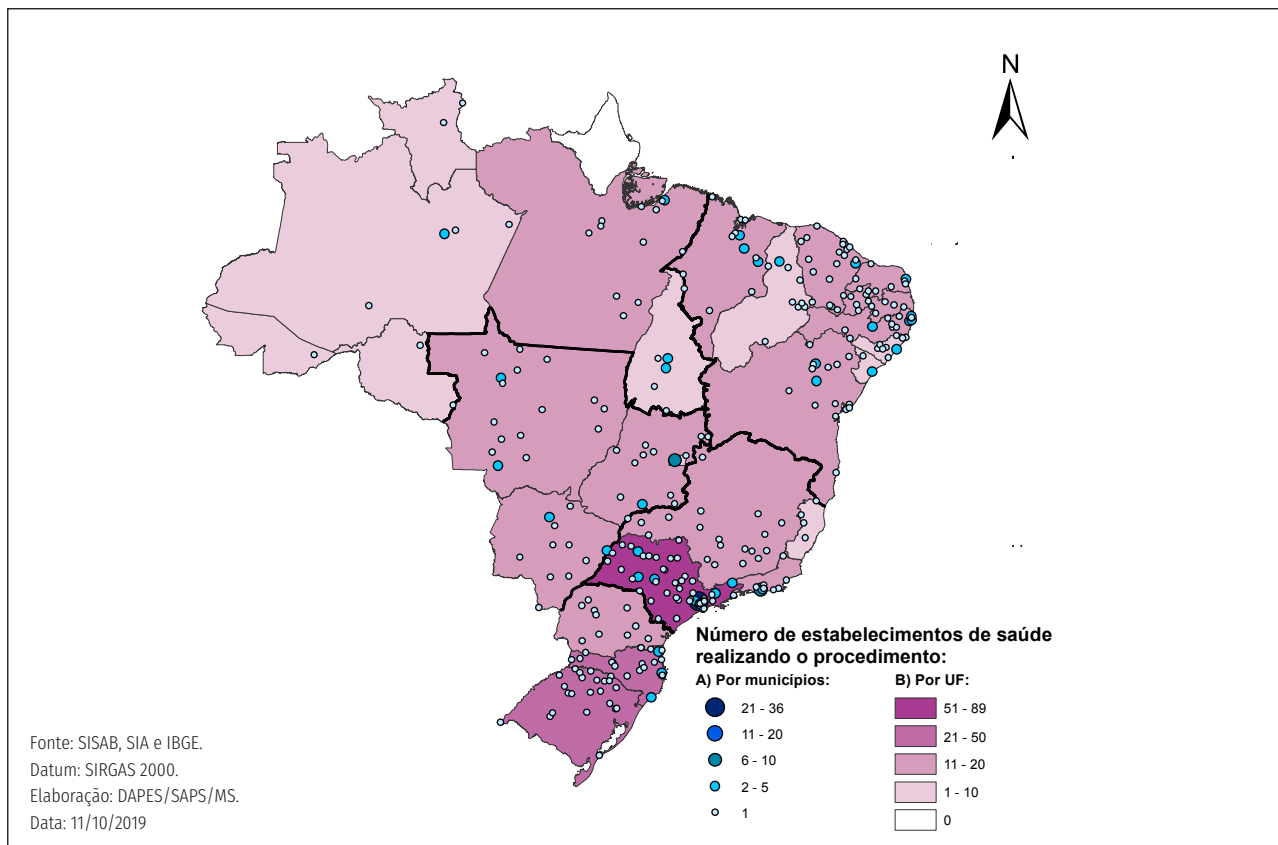 N
Número de estabelecimentos de saúde
realizando o procedimento:
A) Por municípios:
21 - 36
11 - 20
6 - 10
2 - 5
1
B) Por UF:
51 - 89
21 - 50
11 - 20
1 - 10
0
Fonte: SISAB, SIA e IBGE.
Datum: SIRGAS 2000.
Elaboração: DAPES/SAPS/MS.
Data: 11/10/2019